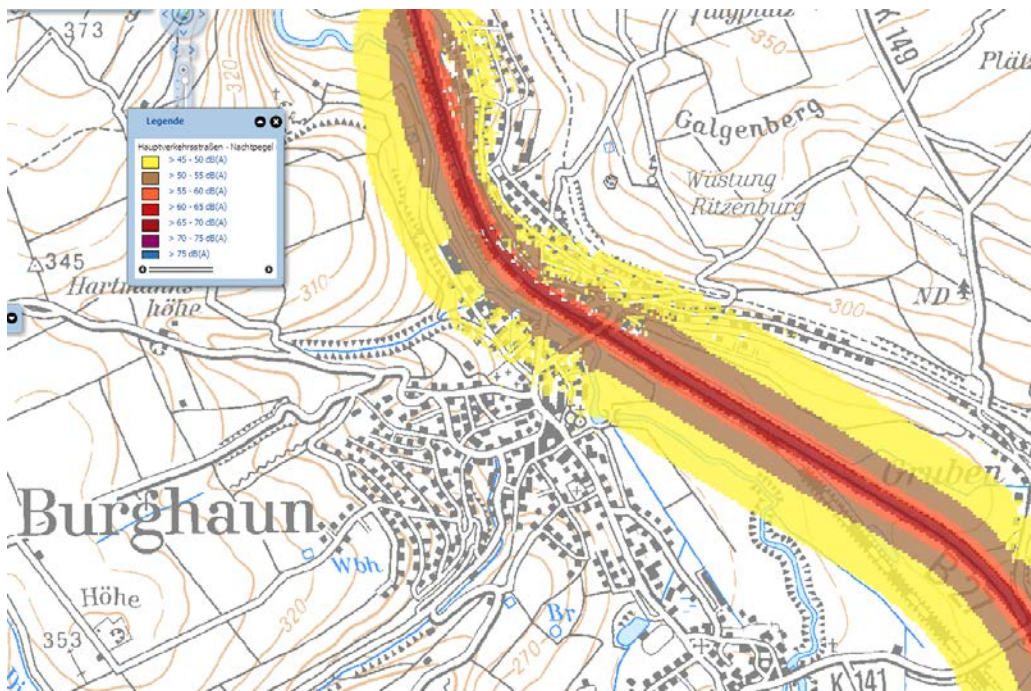 373
320
350
K 149
Galgenberg
Legende
Hauptverkehrsstraßen - Nachtpegel
> 45 - 50 dB(A)
> 50 - 55 dB(A)
> 55 - 60 dB(A)
> 60 - 65 dB(A)
> 65 - 70 dB(A)
> 70 - 75 dB(A)
> 75 dB(A)
Wüstung
Ritzenburg
345
310
höhe
300
ND
Gruben
Burghaun
Wbh
Höhe
353
320
270
Br
K 141